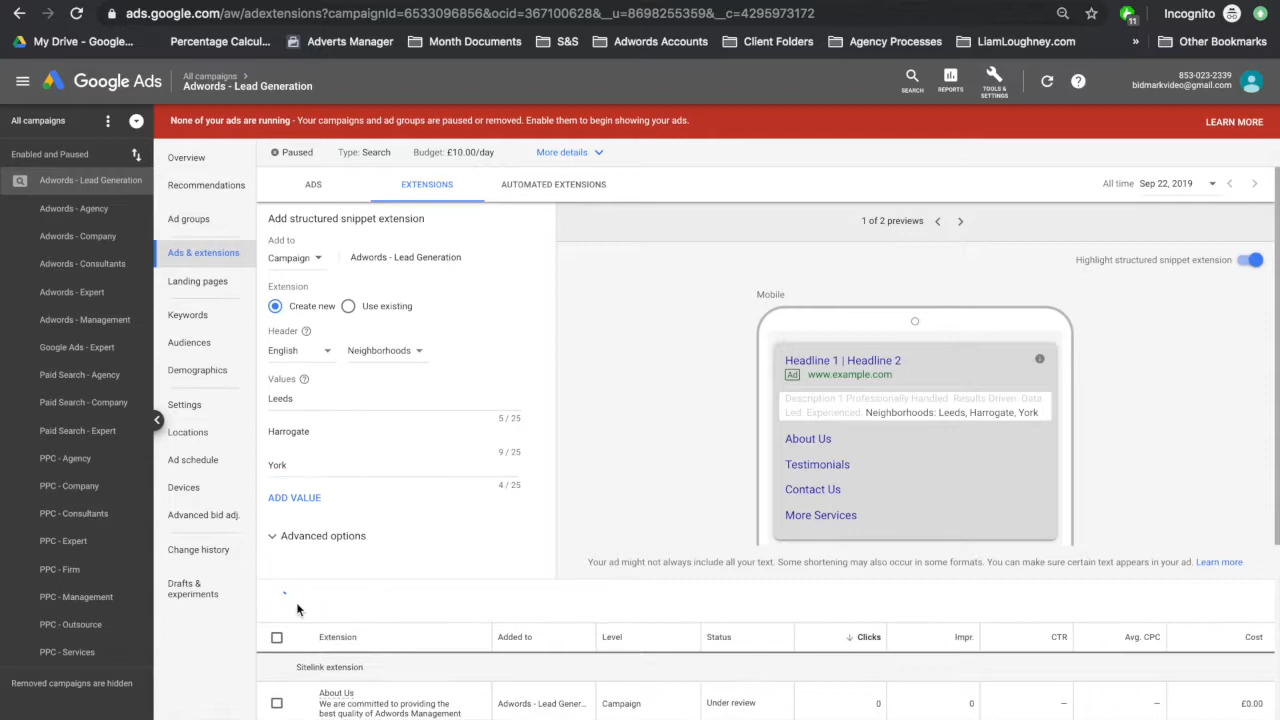 ads.google.com/aw/adextensions?campaignId=6533096856&ocid=367100628&__u=8698255359&__c=4295973172
11
Incognito
My Drive - Google...
Percentage Calcul...
Adverts Manager
Month Documents
S&S
Adwords Accounts
Client Folders
Agency Processes
LiamLoughney.com
»
Other Bookmarks
Google Ads
All campaigns >
Adwords - Lead Generation
SEARCH
REPORTS
TOOLS &
SETTINGS
853-023-2339
bidmarkvideo@gmail.com
All campaigns
None of your ads are running - Your campaigns and ad groups are paused or removed. Enable them to begin showing your ads.
LEARN MORE
Enabled and Paused
Adwords - Lead Generation
Adwords - Agency
Adwords - Company
Adwords - Consultants
Adwords - Expert
Adwords - Management
Google Ads - Expert
Paid Search - Agency
Paid Search - Company
Paid Search - Expert
PPC - Agency
PPC - Company
PPC - Consultants
PPC - Expert
PPC - Firm
PPC - Management
PPC - Outsource
PPC - Services
Removed campaigns are hidden
Overview
Recommendations
Ad groups
Ads & extensions
Landing pages
Keywords
Audiences
Demographics
Settings
Locations
Ad schedule
Devices
Advanced bid adj.
Change history
Drafts &
experiments
Paused
Type: Search
Budget: £10.00/day
More details
ADS
EXTENSIONS
AUTOMATED EXTENSIONS
All time
Sep 22, 2019
Add structured snippet extension
Add to
Campaign
Adwords - Lead Generation
Extension
Create new
Use existing
Header
English
Neighborhoods
Values
Leeds
5 / 25
Harrogate
9 / 25
York
4 / 25
ADD VALUE
Advanced options
1 of 2 previews
Highlight structured snippet extension
Mobile
Headline 1 | Headline 2
Ad www.example.com
Description 1 Professionally Handled. Results Driven. Data
Led. Experienced. Neighborhoods: Leeds, Harrogate, York
About Us
Testimonials
Contact Us
More Services
Your ad might not always include all your text. Some shortening may also occur in some formats. You can make sure certain text appears in your ad. Learn more
Extension
Added to
Level
Status
Clicks
Impr.
CTR
Avg. CPC
Cost
Sitelink extension
About Us
We are committed to providing the
best quality of Adwords Management
Adwords - Lead Gener...
Campaign
Under review
0
0
—
—
£0.00